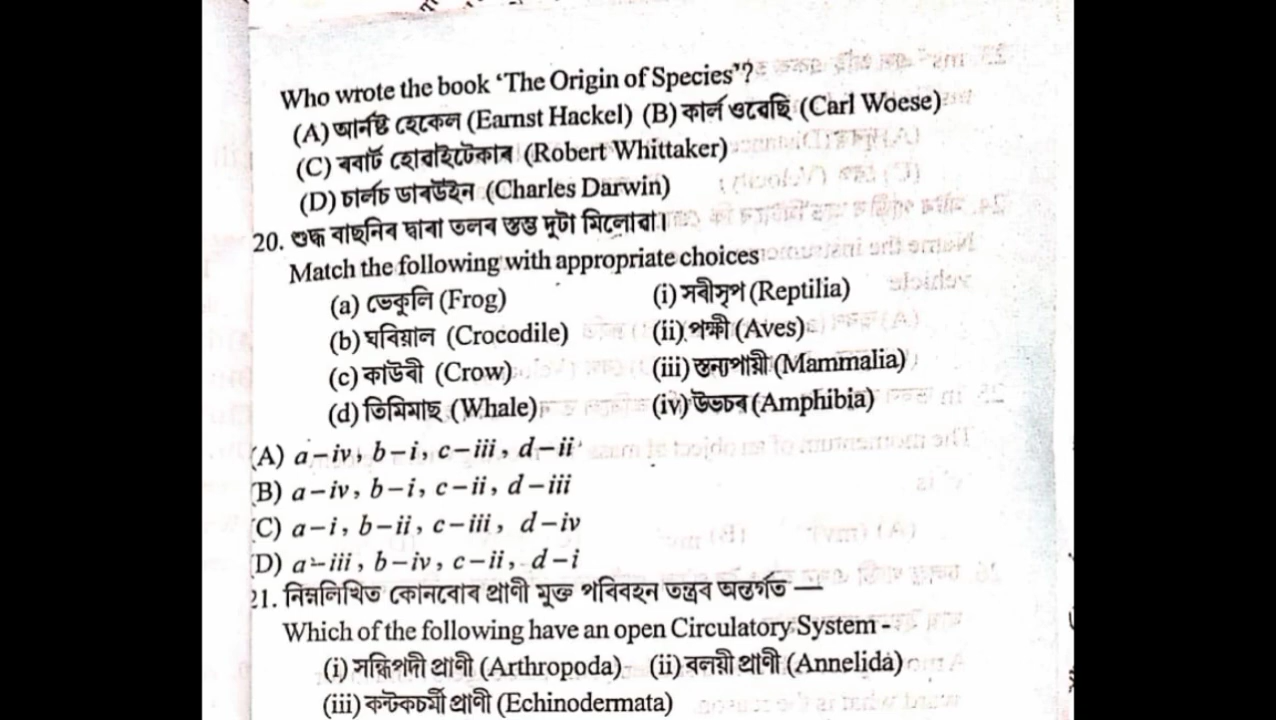 Who wrote the book ‘The Origin of Species’?
(A) আৰ্নষ্ট হেকেল (Earnst Hackel) (B) কাৰ্ল ওবেছি (Carl Woese)
(C) ৰবাৰ্ট হোৱাইটেকাৰ (Robert Whittaker)
(D) চাৰ্লচ ডাৰউইন (Charles Darwin)
20. শুদ্ধ বাছনিৰ দ্বাৰা তলৰ স্তম্ভ দুটা মিলোৱা।
Match the following with appropriate choices
(a) ভেকুলি (Frog) (i) সৰীসৃপ (Reptilia)
(b) ঘৰিয়াল (Crocodile) (ii) পক্ষী (Aves)
(c) কাউৰী (Crow) (iii) স্তন্যপায়ী (Mammalia)
(d) তিমিমাছ (Whale) (iv) উভচৰ (Amphibia)
(A) a – iv, b – i, c – iii, d – ii
(B) a – iv, b – i, c – ii, d – iii
(C) a – i, b – ii, c – iii, d – iv
(D) a – iii, b – iv, c – ii, d – i
21. নিম্নলিখিত কোনবোৰ প্ৰাণী মুক্ত পৰিবহন তন্ত্ৰৰ অন্তৰ্গত —
Which of the following have an open Circulatory System -
(i) সন্ধিপদী প্ৰাণী (Arthropoda) (ii) বলয়ী প্ৰাণী (Annelida)
(iii) কন্টকচৰ্মী প্ৰাণী (Echinodermata)